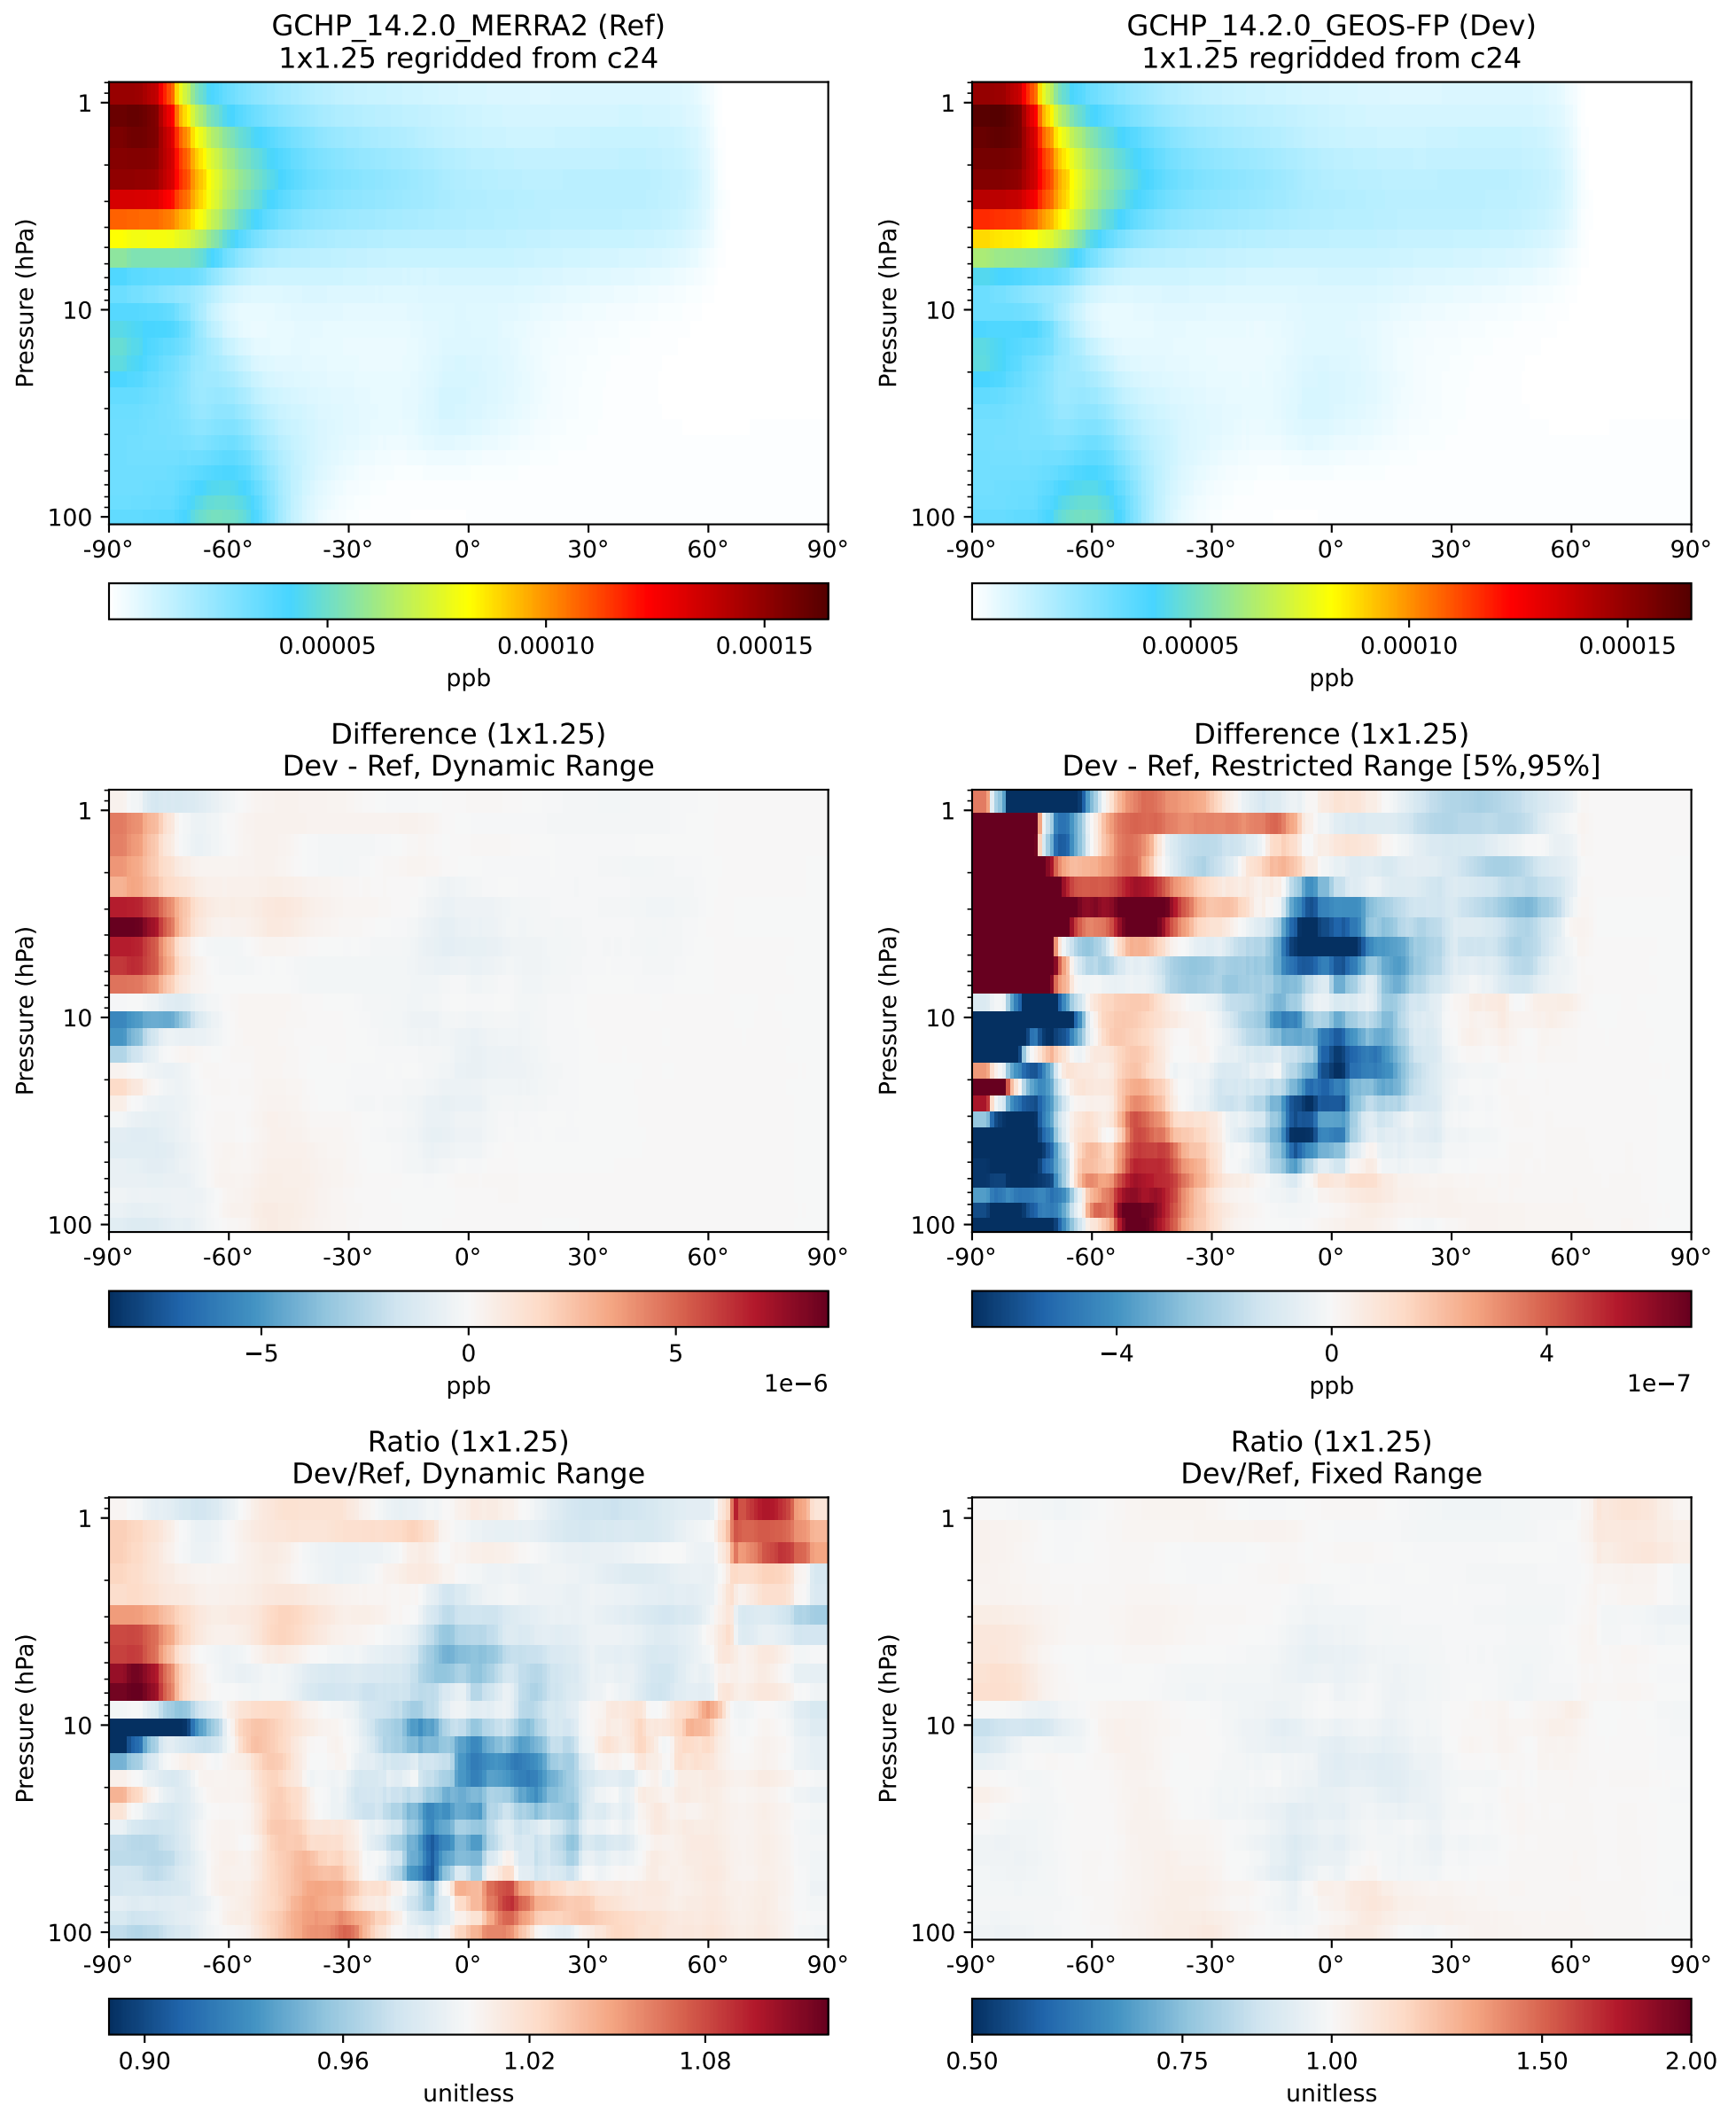 GCHP_14.2.0_MERRA2 (Ref)
1x1.25 regridded from c24
Pressure (hPa)
1
10
100
-90° -60° -30° 0° 30° 60° 90°
0.00005 0.00010 0.00015
ppb
GCHP_14.2.0_GEOS-FP (Dev)
1x1.25 regridded from c24
Pressure (hPa)
1
10
100
-90° -60° -30° 0° 30° 60° 90°
0.00005 0.00010 0.00015
ppb
Difference (1x1.25)
Dev - Ref, Dynamic Range
Pressure (hPa)
1
10
100
-90° -60° -30° 0° 30° 60° 90°
−5 0 5
1e−6
ppb
Difference (1x1.25)
Dev - Ref, Restricted Range [5%,95%]
Pressure (hPa)
1
10
100
-90° -60° -30° 0° 30° 60° 90°
−4 0 4
1e−7
ppb
Ratio (1x1.25)
Dev/Ref, Dynamic Range
Pressure (hPa)
1
10
100
-90° -60° -30° 0° 30° 60° 90°
0.90 0.96 1.02 1.08
unitless
Ratio (1x1.25)
Dev/Ref, Fixed Range
Pressure (hPa)
1
10
100
-90° -60° -30° 0° 30° 60° 90°
0.50 0.75 1.00 1.50 2.00
unitless